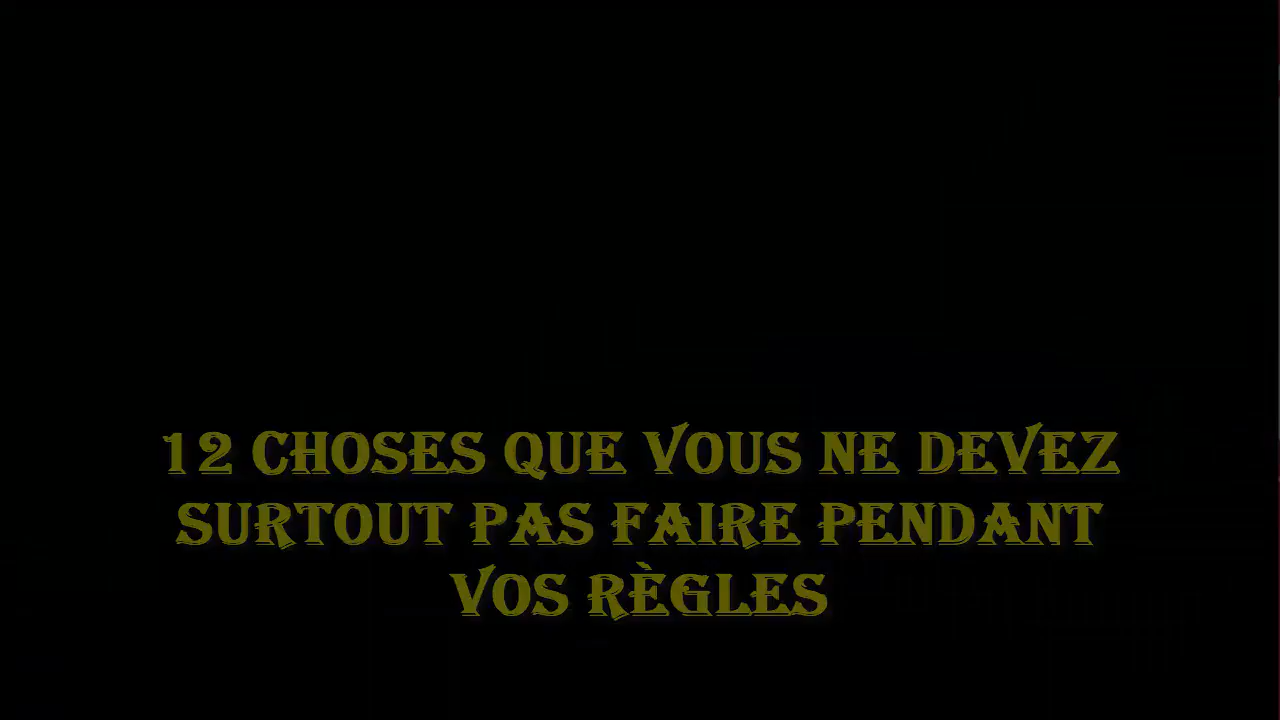 12 CHOSES QUE VOUS NE DEVEZ
SURTOUT PAS FAIRE PENDANT
VOS RÈGLES